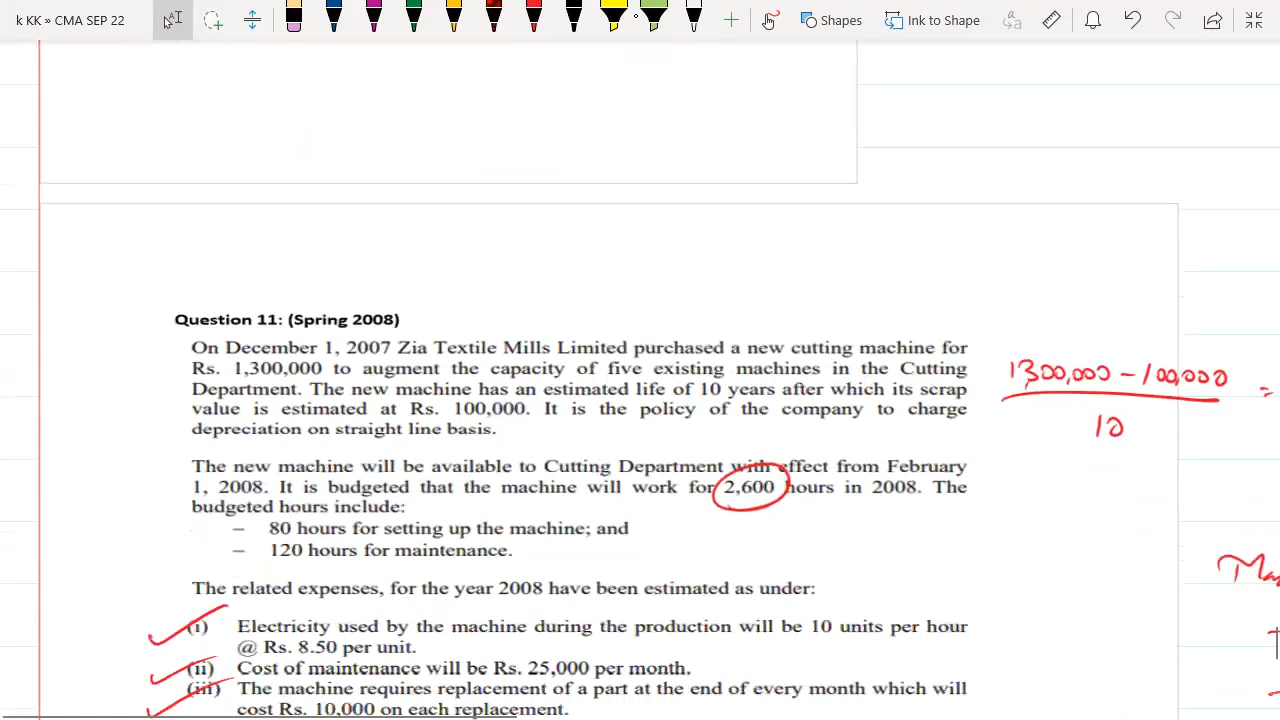 k KK » CMA SEP 22
Shapes
Ink to Shape
Question 11: (Spring 2008)
On December 1, 2007 Zia Textile Mills Limited purchased a new cutting machine for
Rs. 1,300,000 to augment the capacity of five existing machines in the Cutting
Department. The new machine has an estimated life of 10 years after which its scrap
value is estimated at Rs. 100,000. It is the policy of the company to charge
depreciation on straight line basis.
1300,000 - 100,000 =
10
The new machine will be available to Cutting Department with effect from February
1, 2008. It is budgeted that the machine will work for 2,600 hours in 2008. The
budgeted hours include:
– 80 hours for setting up the machine; and
– 120 hours for maintenance.
The related expenses, for the year 2008 have been estimated as under:
(i) Electricity used by the machine during the production will be 10 units per hour
@ Rs. 8.50 per unit.
(ii) Cost of maintenance will be Rs. 25,000 per month.
(iii) The machine requires replacement of a part at the end of every month which will
cost Rs. 10,000 on each replacement.